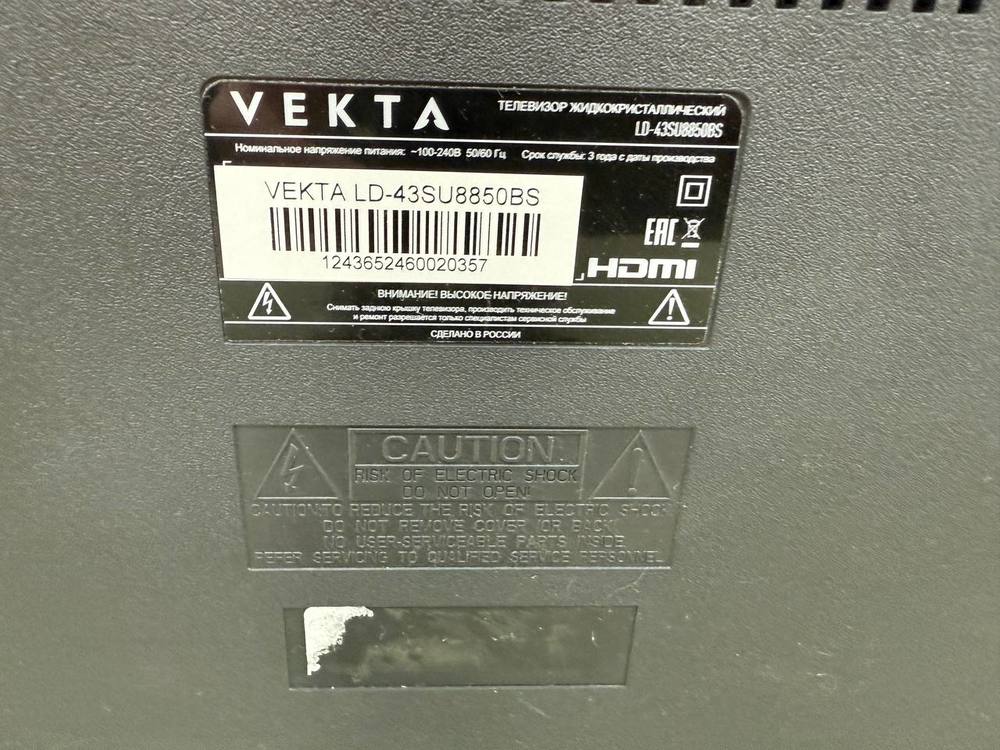 VEKTA
ТЕЛЕВИЗОР ЖИДКОКРИСТАЛЛИЧЕСКИЙ
LD-43SU8850BS
Номинальное напряжение питания: ~100-240В 50/60 Гц Срок службы: 3 года с даты производства
VEKTA LD-43SU8850BS
1243652460020357
EAC
HDMI
ВНИМАНИЕ! ВЫСОКОЕ НАПРЯЖЕНИЕ!
Снимать заднюю крышку телевизора, производить техническое обслуживание
и ремонт разрешается только специалистам сервисной службы
СДЕЛАНО В РОССИИ
CAUTION
RISK OF ELECTRIC SHOCK
DO NOT OPEN!
CAUTION:TO REDUCE THE RISK OF ELECTRIC SHOCK
DO NOT REMOVE COVER (OR BACK).
NO USER-SERVICEABLE PARTS INSIDE
REFER SERVICING TO QUALIFIED SERVICE PERSONNEL